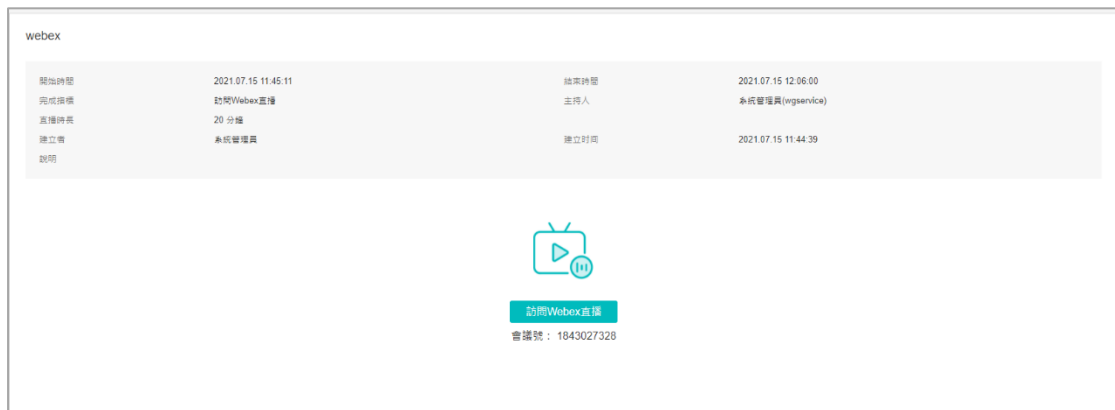 webex
開始時間 2021.07.15 11:45:11 結束時間 2021.07.15 12:06:00
完成指標 訪問Webex直播 主持人 系統管理員(wgservice)
直播時長 20 分鐘
建立者 系統管理員 建立时间 2021.07.15 11:44:39
說明
訪問Webex直播
會議號： 1843027328